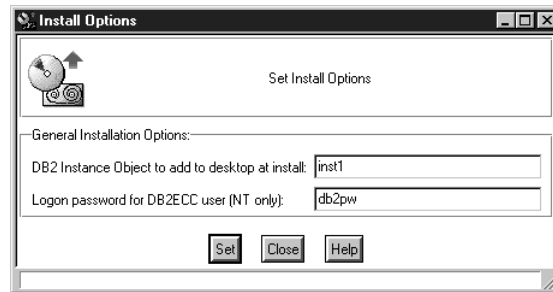 Install Options
Set Install Options
General Installation Options:
DB2 Instance Object to add to desktop at install: inst1
Logon password for DB2ECC user (NT only): db2pw
Set Close Help